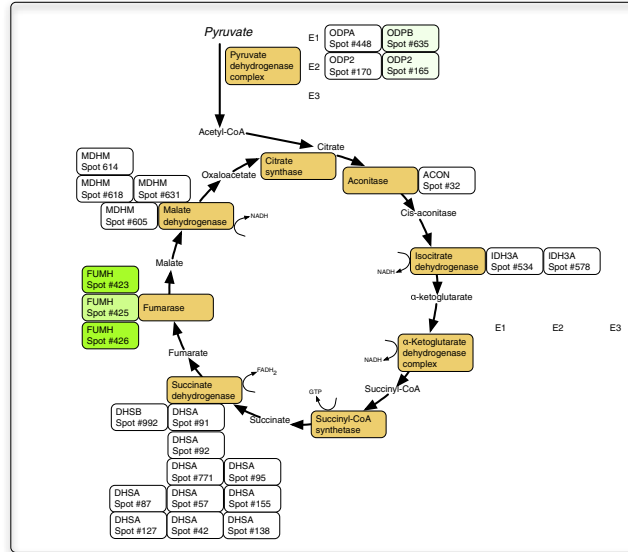 Pyruvate
E1
ODPA
Spot #448
ODPB
Spot #635
Pyruvate
dehydrogenase
complex
E2
ODP2
Spot #170
ODP2
Spot #165
E3
Acetyl-CoA
Citrate
Citrate
synthase
Oxaloacetate
Aconitase
ACON
Spot #32
Cis-aconitase
MDHM
Spot 614
MDHM
Spot #618
MDHM
Spot #631
MDHM
Spot #605
Malate
dehydrogenase
NADH
Isocitrate
dehydrogenase
IDH3A
Spot #534
IDH3A
Spot #578
NADH
Malate
α-ketoglutarate
FUMH
Spot #423
FUMH
Spot #425
Fumarase
FUMH
Spot #426
E1
E2
E3
α-Ketoglutarate
dehydrogenase
complex
NADH
Fumarate
FADH2
Succinate
dehydrogenase
GTP
Succinyl-CoA
Succinyl-CoA
synthetase
Succinate
DHSB
Spot #992
DHSA
Spot #91
DHSA
Spot #92
DHSA
Spot #771
DHSA
Spot #95
DHSA
Spot #87
DHSA
Spot #57
DHSA
Spot #155
DHSA
Spot #127
DHSA
Spot #42
DHSA
Spot #138